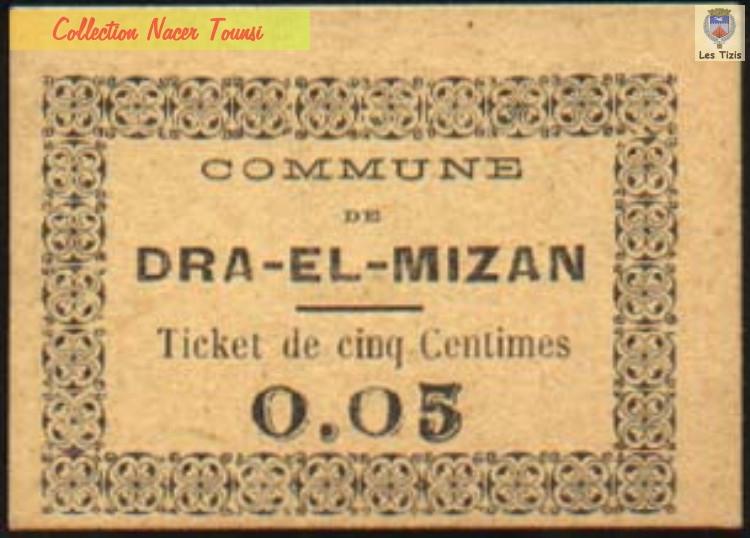 Collection Nacer Tounsi
Les Tizis
COMMUNE
DE
DRA-EL-MIZAN
Ticket de cinq Centimes
0.05